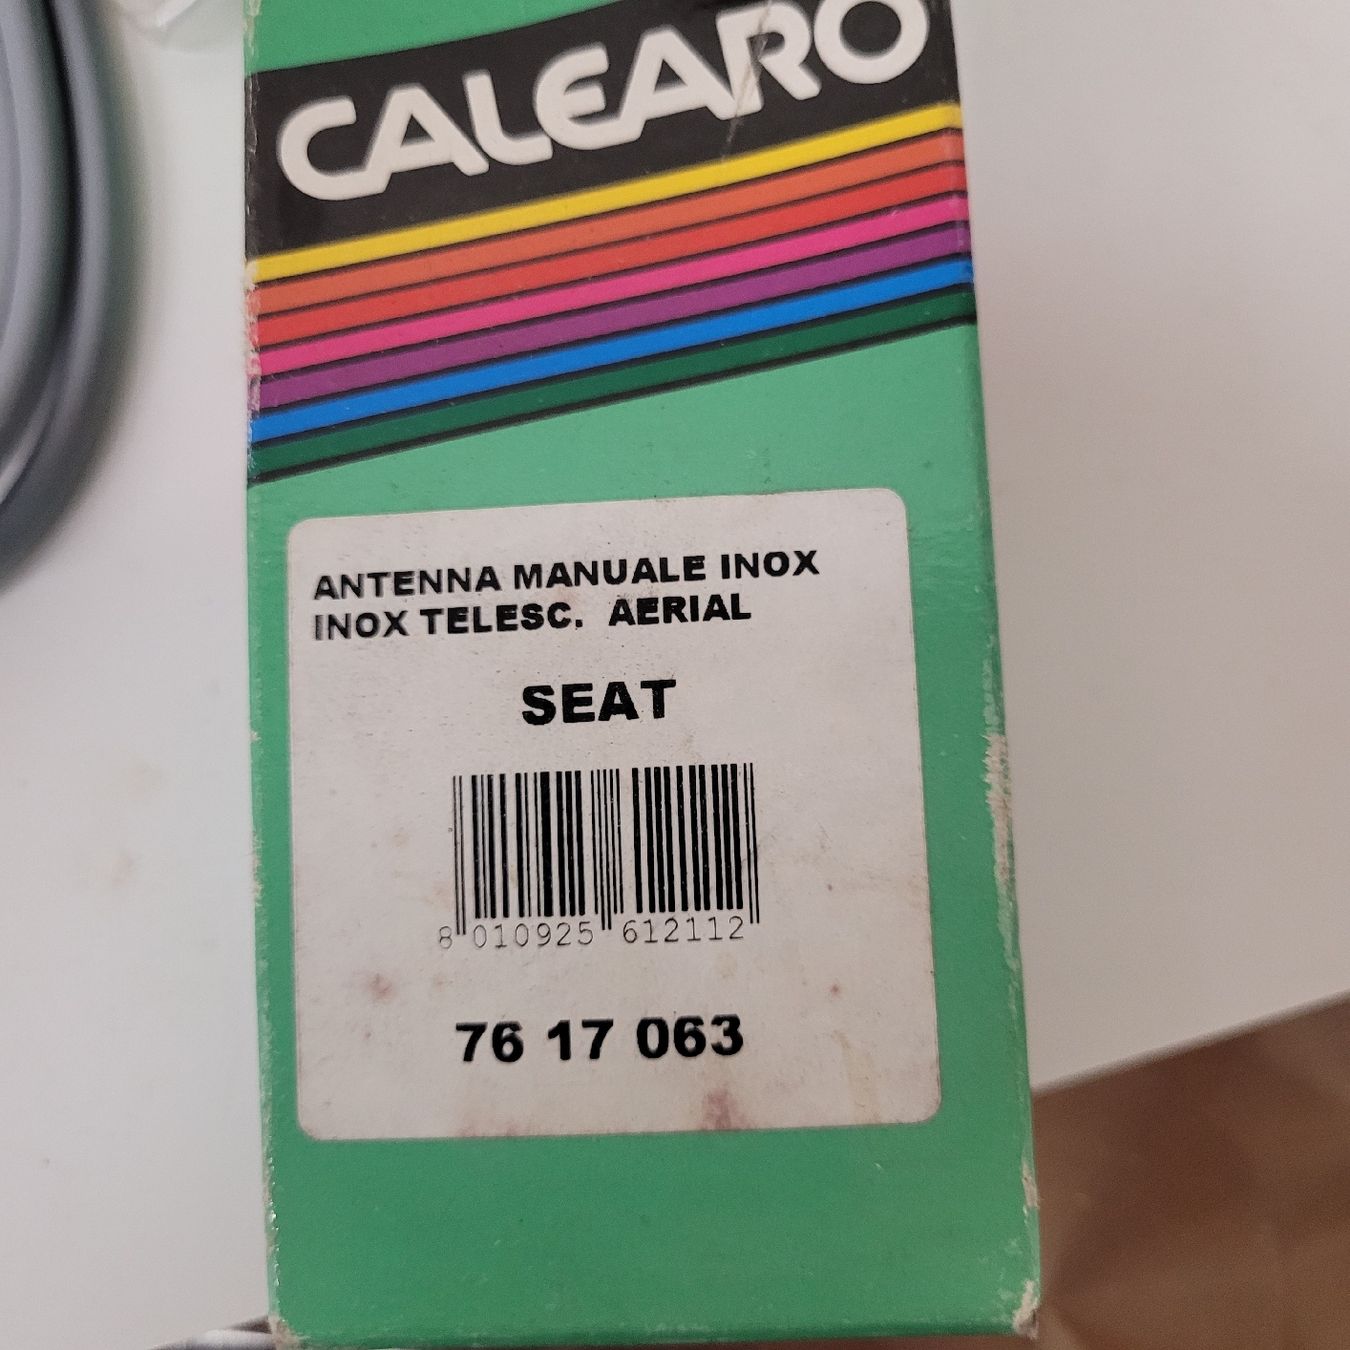 CALEARO
ANTENNA MANUALE INOX
INOX TELESC. AERIAL
SEAT
8 010925 612112
76 17 063